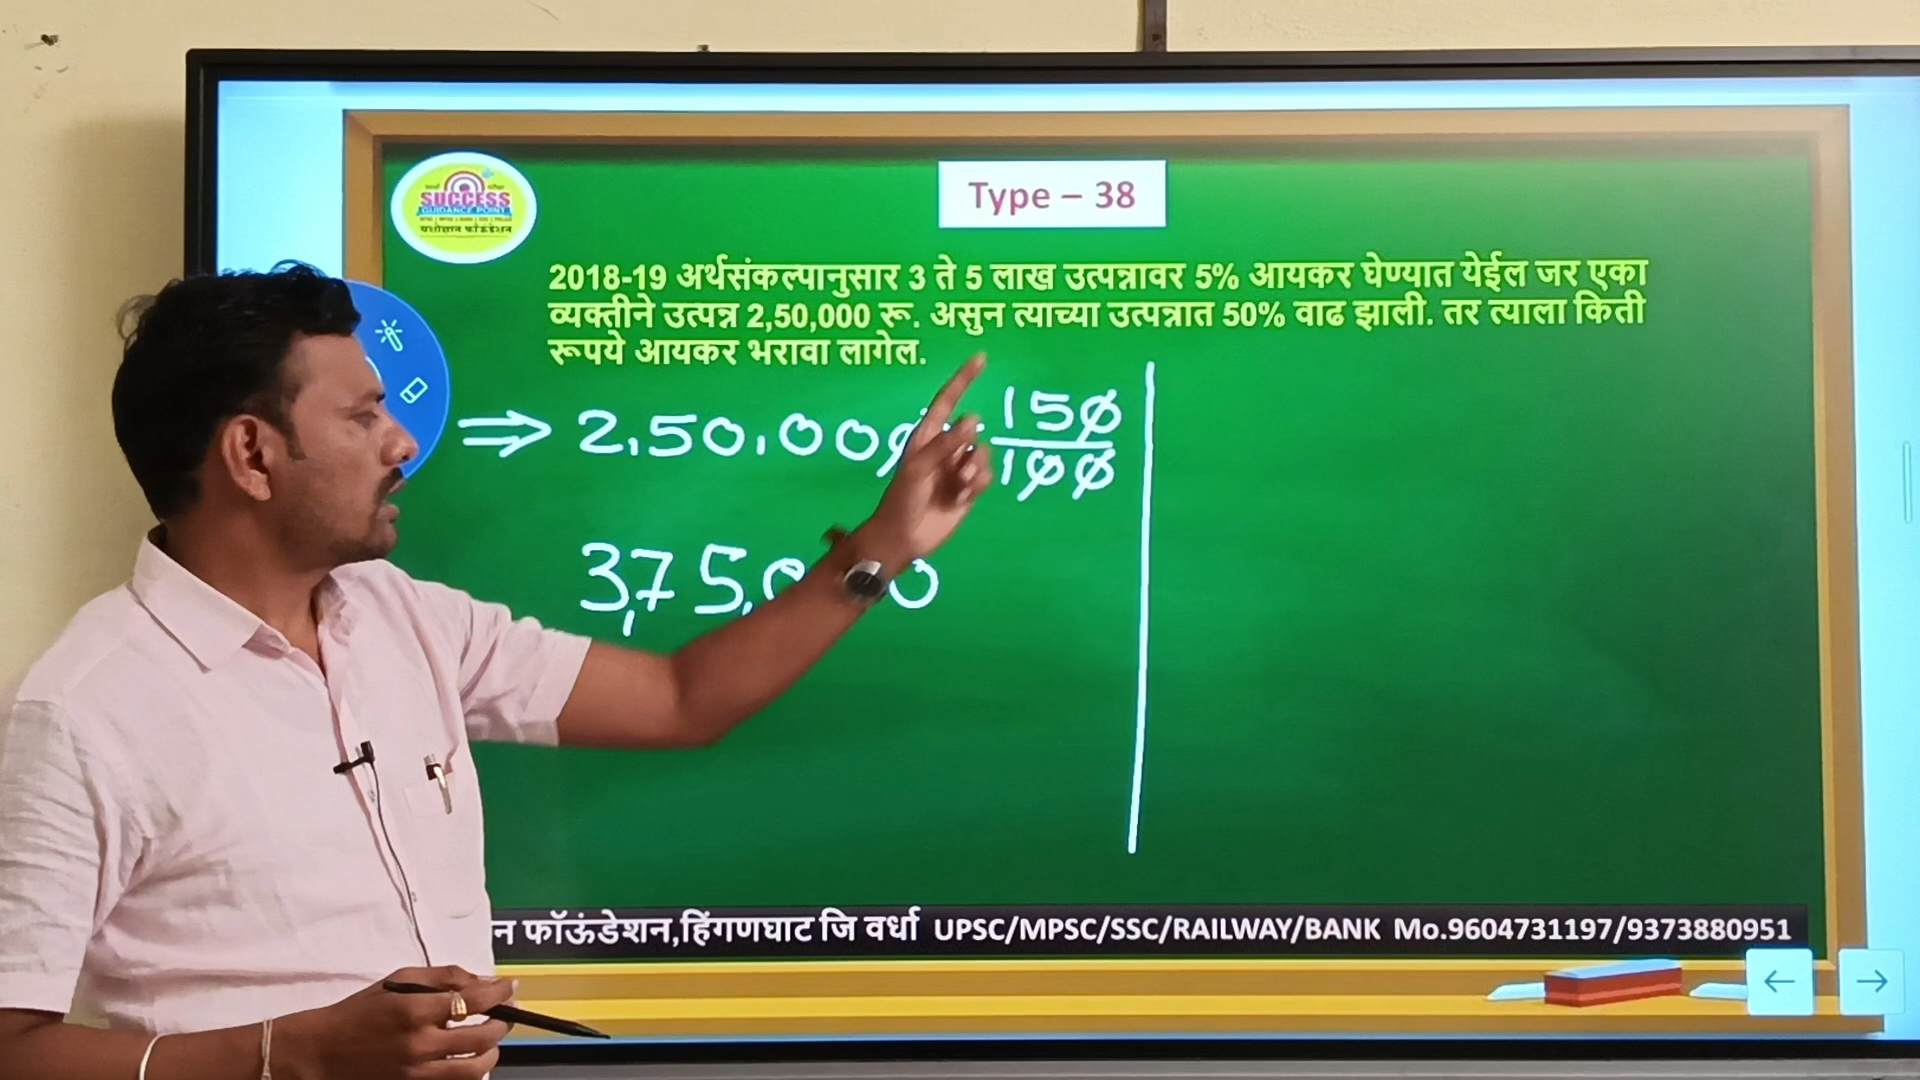 SUCCESS
GUIDANCE POINT
यशोज्ञान फाऊंडेशन
Type – 38
2018-19 अर्थसंकल्पानुसार 3 ते 5 लाख उत्पन्नावर 5% आयकर घेण्यात येईल जर एका
व्यक्तीने उत्पन्न 2,50,000 रू. असुन त्याच्या उत्पन्नात 50% वाढ झाली. तर त्याला किती
रूपये आयकर भरावा लागेल.
⇒ 2,50,000 150
100
3,75,000
न फॉऊंडेशन,हिंगणघाट जि वर्धा UPSC/MPSC/SSC/RAILWAY/BANK Mo.9604731197/9373880951